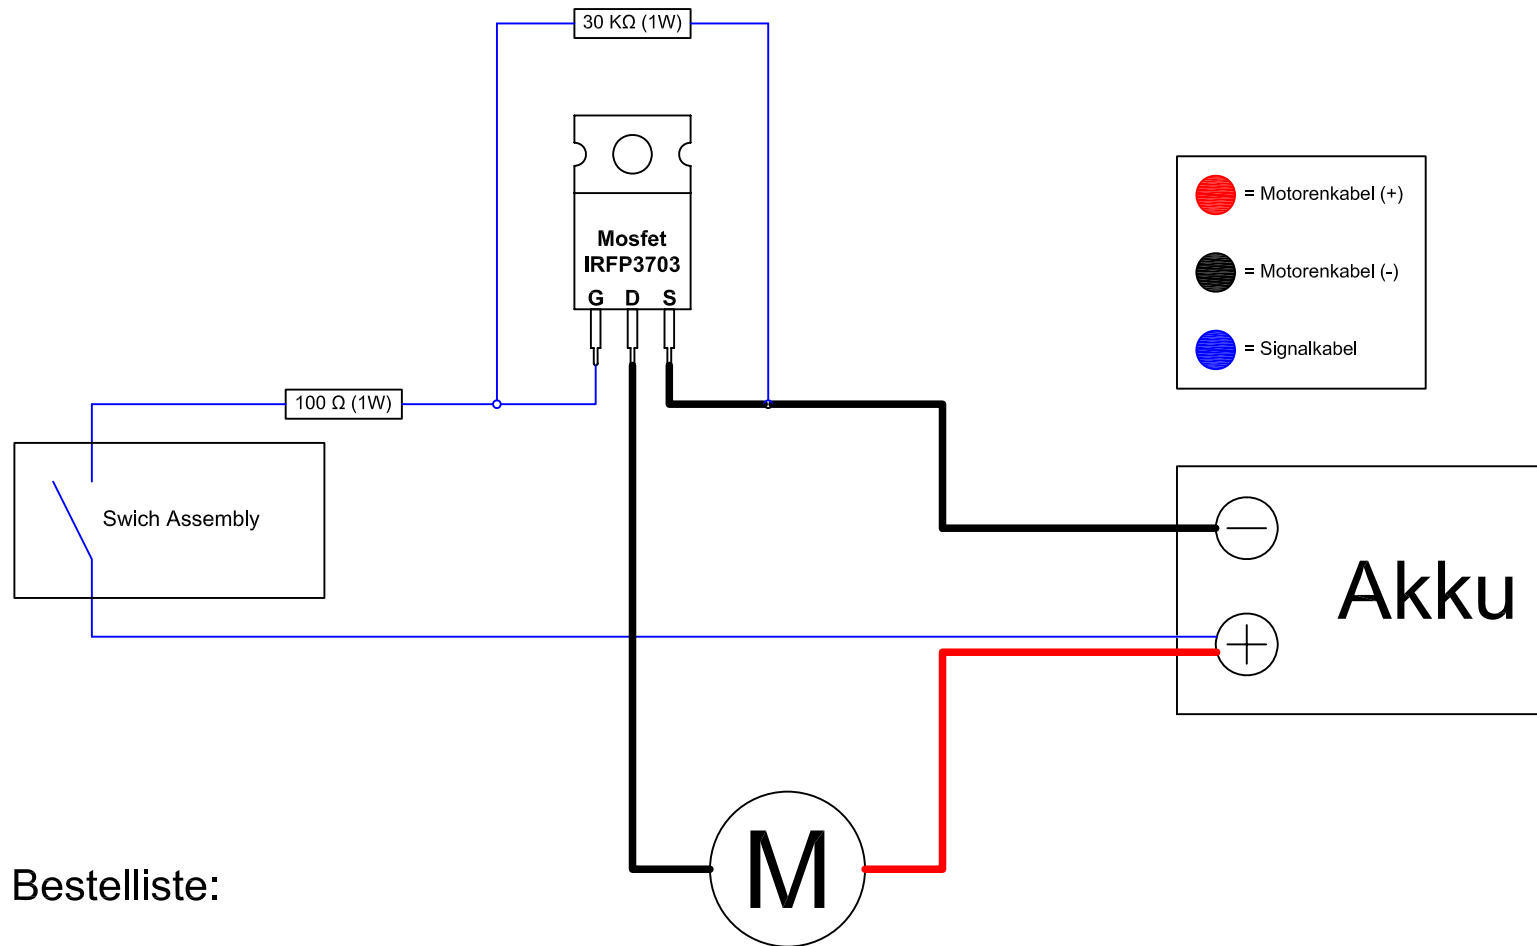 30 KΩ (1W)
Mosfet
IRFP3703
G D S
= Motorenkabel (+)
= Motorenkabel (-)
= Signalkabel
100 Ω (1W)
Swich Assembly
Akku
M
Bestelliste: